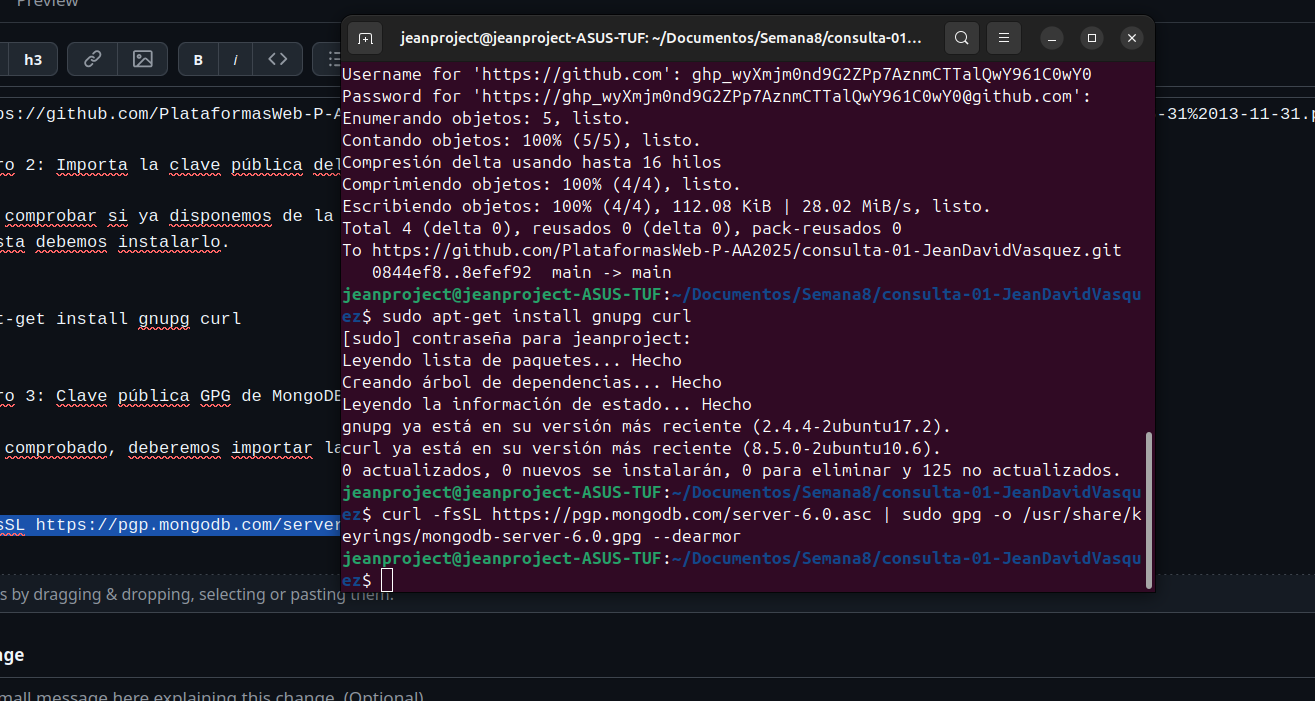 Preview
jeanproject@jeanproject-ASUS-TUF: ~/Documentos/Semana8/consulta-01...
h3 B i
Username for 'https://github.com': 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
Password for 'https://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@github.com':
Enumerando objetos: 5, listo.
Contando objetos: 100% (5/5), listo.
Compresión delta usando hasta 16 hilos
Comprimiendo objetos: 100% (4/4), listo.
Escribiendo objetos: 100% (4/4), 112.08 KiB | 28.02 MiB/s, listo.
Total 4 (delta 0), reusados 0 (delta 0), pack-reusados 0
To https://github.com/PlataformasWeb-P-AA2025/consulta-01-JeanDavidVasquez.git
0844ef8..8efef92 main -> main
jeanproject@jeanproject-ASUS-TUF:~/Documentos/Semana8/consulta-01-JeanDavidVasqu
ez$ sudo apt-get install gnupg curl
[sudo] contraseña para jeanproject:
Leyendo lista de paquetes... Hecho
Creando árbol de dependencias... Hecho
Leyendo la información de estado... Hecho
gnupg ya está en su versión más reciente (2.4.4-2ubuntu17.2).
curl ya está en su versión más reciente (8.5.0-2ubuntu10.6).
0 actualizados, 0 nuevos se instalarán, 0 para eliminar y 125 no actualizados.
jeanproject@jeanproject-ASUS-TUF:~/Documentos/Semana8/consulta-01-JeanDavidVasqu
ez$ curl -fsSL https://pgp.mongodb.com/server-6.0.asc | sudo gpg -o /usr/share/k
eyrings/mongodb-server-6.0.gpg --dearmor
jeanproject@jeanproject-ASUS-TUF:~/Documentos/Semana8/consulta-01-JeanDavidVasqu
ez$
ps://github.com/PlataformasWeb-P-A
-31%2013-11-31.p
ro 2: Importa la clave pública del
comprobar si ya disponemos de la
sta debemos instalarlo.
t-get install gnupg curl
ro 3: Clave pública GPG de MongoDB
comprobado, deberemos importar la
sSL https://pgp.mongodb.com/server
s by dragging & dropping, selecting or pasting them.
age
mall message here explaining this change. (Optional)